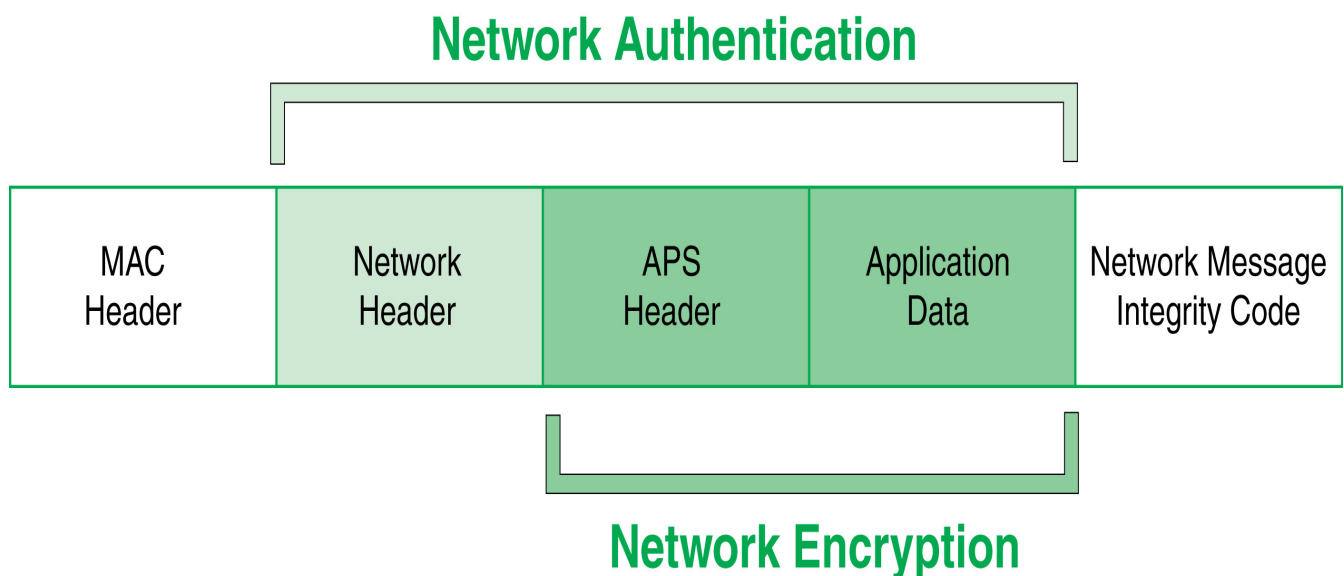 Network Authentication
MAC
Header
Network
Header
APS
Header
Application
Data
Network Message
Integrity Code
Network Encryption